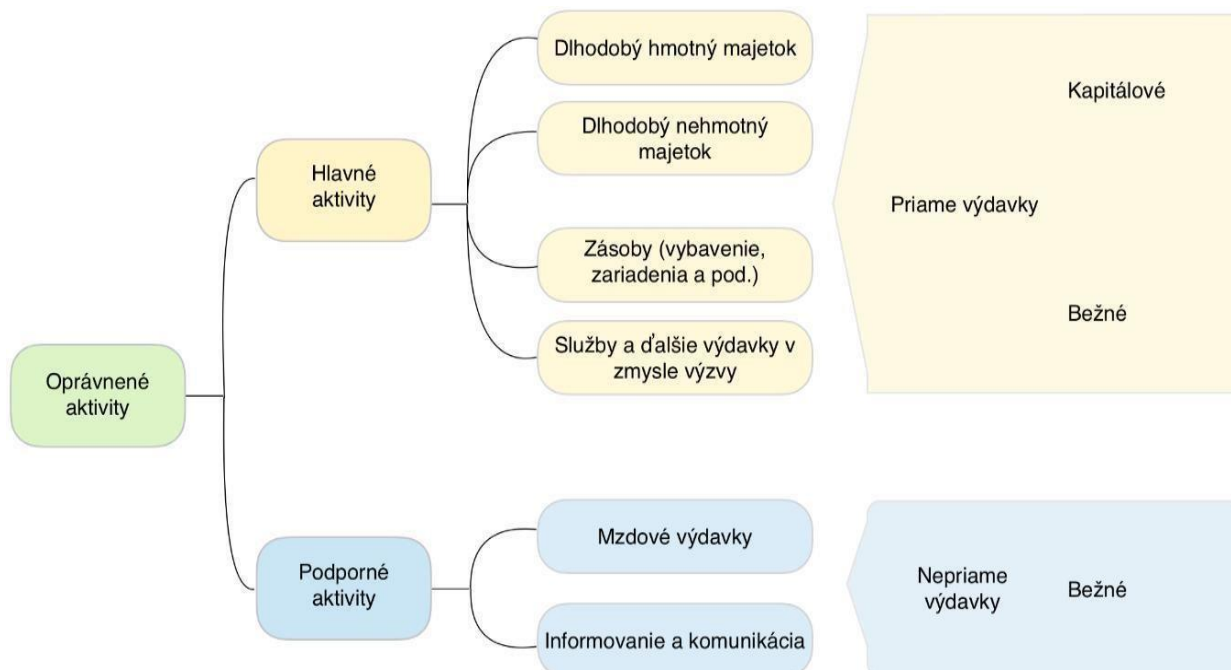 Oprávnené
aktivity
Hlavné
aktivity
Dlhodobý hmotný majetok
Dlhodobý nehmotný
majetok
Zásoby (vybavenie,
zariadenia a pod.)
Služby a ďalšie výdavky v
zmysle výzvy
Priame výdavky
Kapitálové
Bežné
Podporné
aktivity
Mzdové výdavky
Informovanie a komunikácia
Nepriame
výdavky
Bežné